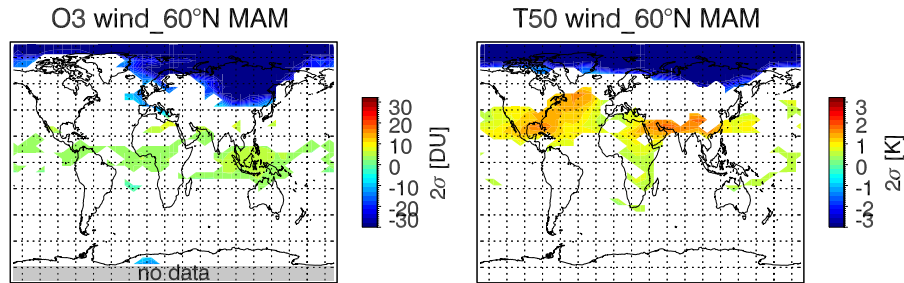 O3 wind_60°N MAM
30
20
10
0
-10
-20
-30
2σ [DU]
no data
T50 wind_60°N MAM
3
2
1
0
-1
-2
-3
2σ [K]